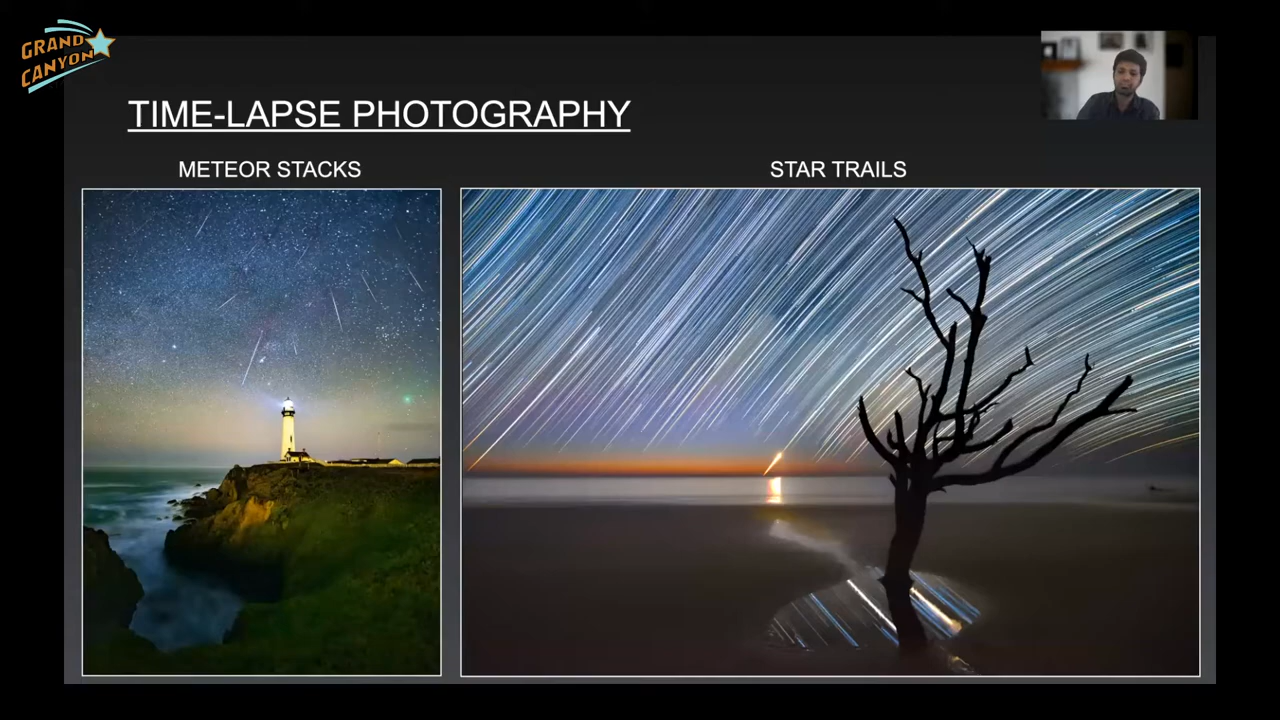 GRAND
CANYON
TIME-LAPSE PHOTOGRAPHY
METEOR STACKS
STAR TRAILS